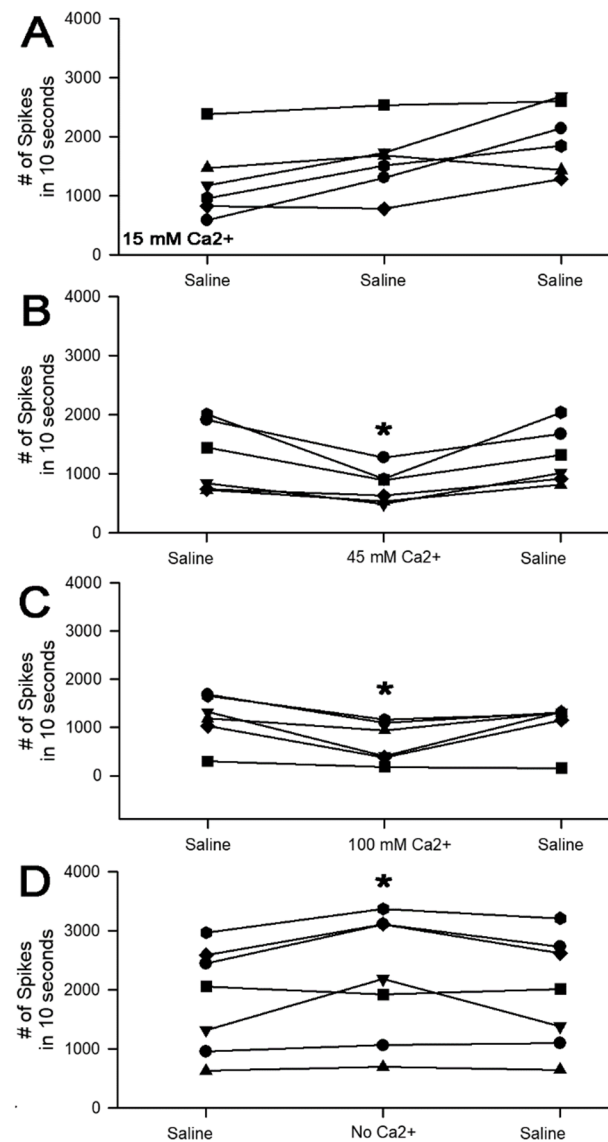 A
# of Spikes
in 10 seconds
4000
3000
2000
1000
0
15 mM Ca2+
Saline Saline Saline
B
# of Spikes
in 10 seconds
4000
3000
2000
1000
0
*
Saline 45 mM Ca2+ Saline
C
# of Spikes
in 10 seconds
4000
3000
2000
1000
0
*
Saline 100 mM Ca2+ Saline
D
# of Spikes
in 10 seconds
4000
3000
2000
1000
0
*
Saline No Ca2+ Saline